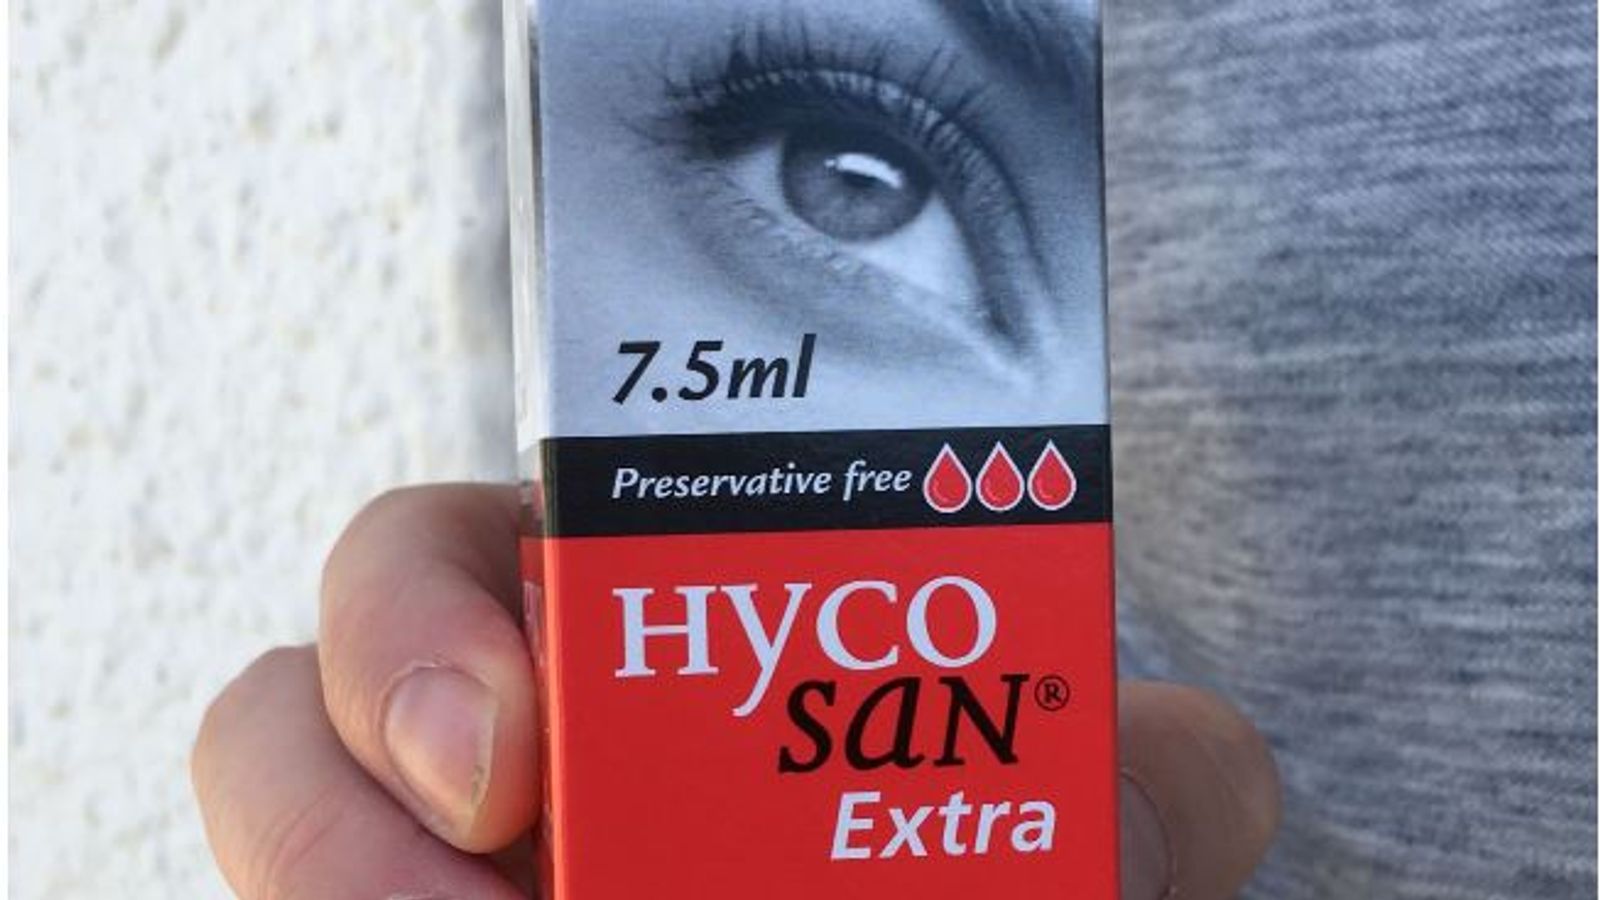 7.5ml
Preservative free
HYCO
SAN®
Extra